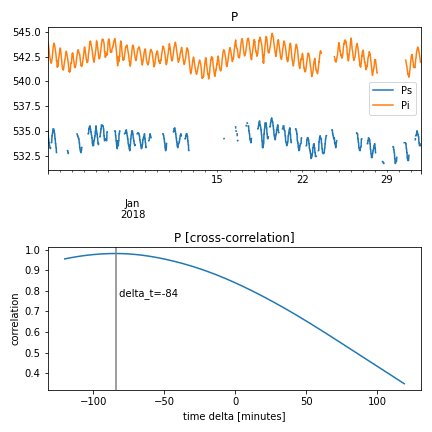 P
545.0
542.5
540.0
537.5
535.0
532.5
Ps
Pi
15
22
29
Jan
2018
P [cross-correlation]
1.0
0.9
0.8
0.7
0.6
0.5
0.4
correlation
delta_t=-84
−100
−50
0
50
100
time delta [minutes]